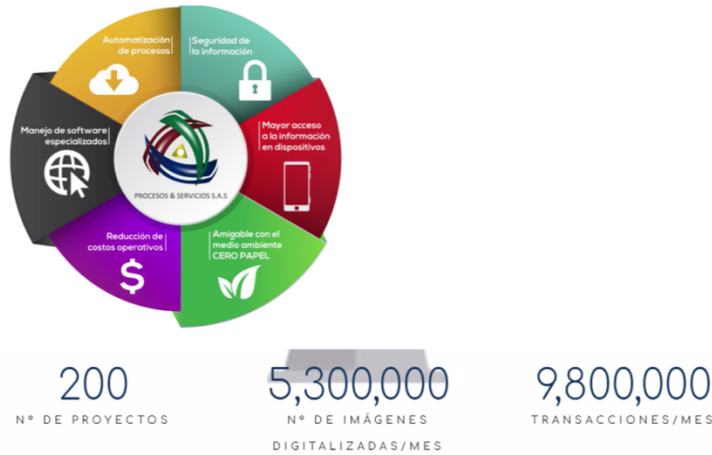 Automatización
de procesos
Seguridad de
la información
Manejo de software
especializados
Mayor acceso
a la información
en dispositivos
PROCESOS & SERVICIOS S.A.S
Reducción de
costos operativos
$
Amigable con el
medio ambiente
CERO PAPEL
200
N° DE PROYECTOS
5,300,000
N° DE IMÁGENES
DIGITALIZADAS/MES
9,800,000
TRANSACCIONES/MES